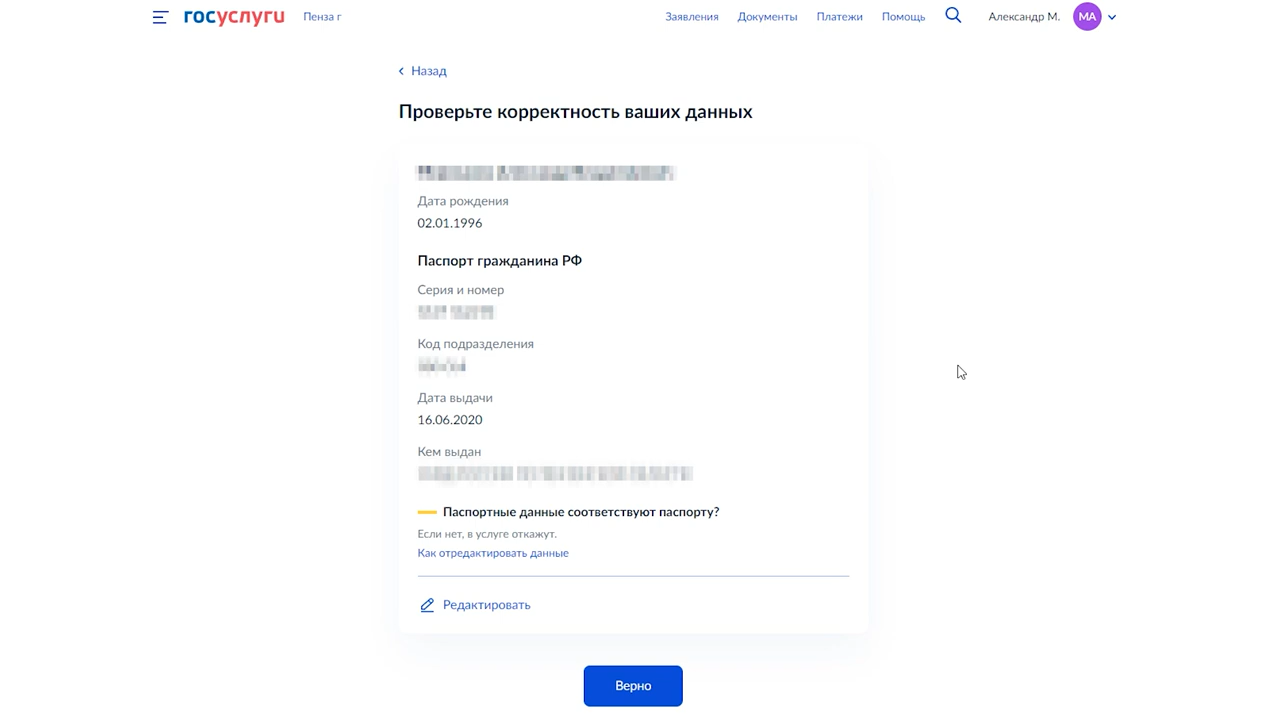 госуслуги Пенза г Заявления Документы Платежи Помощь Александр М. МА
Назад
Проверьте корректность ваших данных
Дата рождения
02.01.1996
Паспорт гражданина РФ
Серия и номер
Код подразделения
Дата выдачи
16.06.2020
Кем выдан
Паспортные данные соответствуют паспорту?
Если нет, в услуге откажут.
Как отредактировать данные
Редактировать
Верно